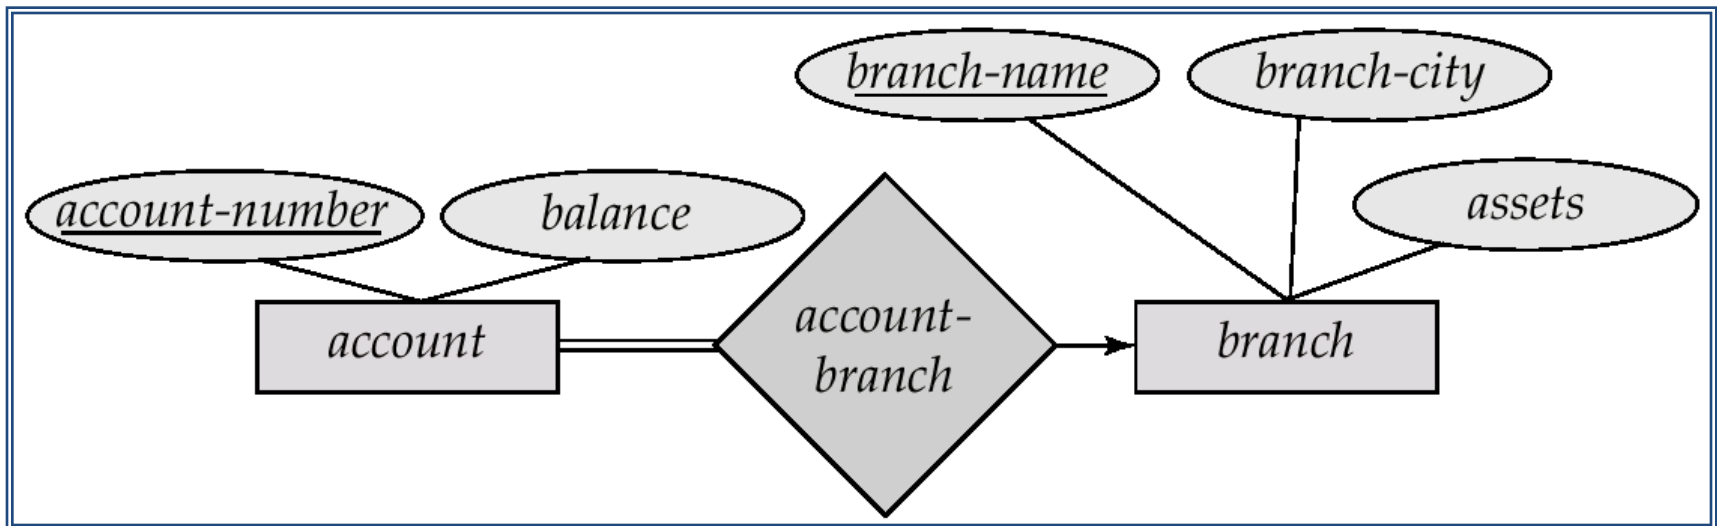 branch-name
branch-city
account-number
balance
assets
account
account-
branch
branch